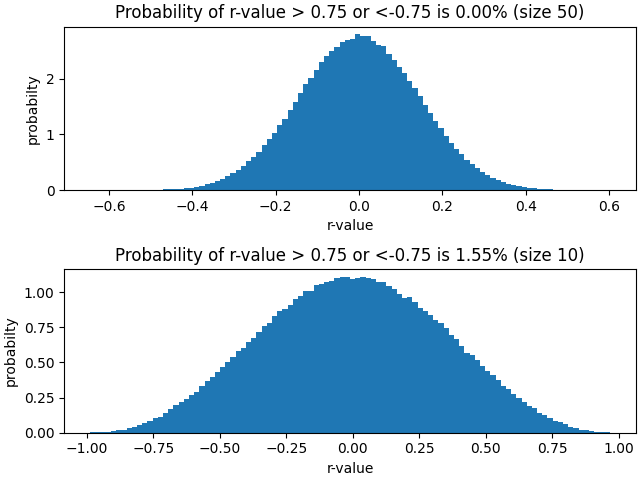 Probability of r-value > 0.75 or <-0.75 is 0.00% (size 50)
2
1
0
probabilty
−0.6 −0.4 −0.2 0.0 0.2 0.4 0.6
r-value
Probability of r-value > 0.75 or <-0.75 is 1.55% (size 10)
1.00
0.75
0.50
0.25
0.00
probabilty
−1.00 −0.75 −0.50 −0.25 0.00 0.25 0.50 0.75 1.00
r-value